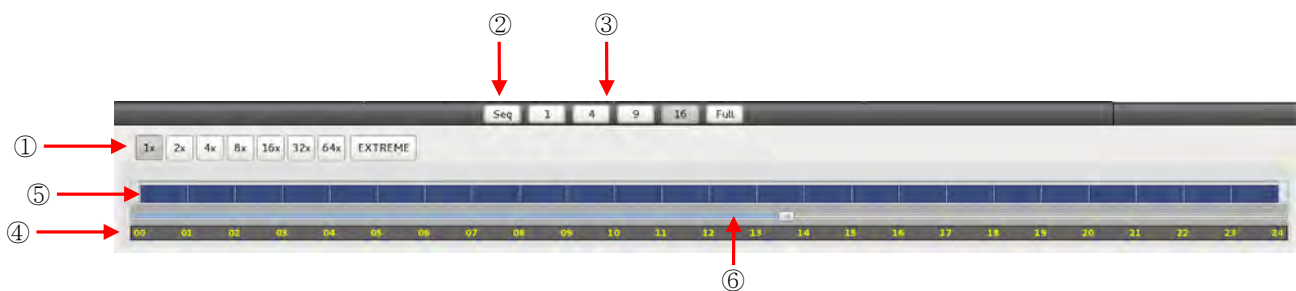 ② ③
Seq 1 4 9 16 Full
① 1x 2x 4x 8x 16x 32x 64x EXTREME
⑤
④ 00 01 02 03 04 05 06 07 08 09 10 11 12 13 14 15 16 17 18 19 20 21 22 23 24
⑥